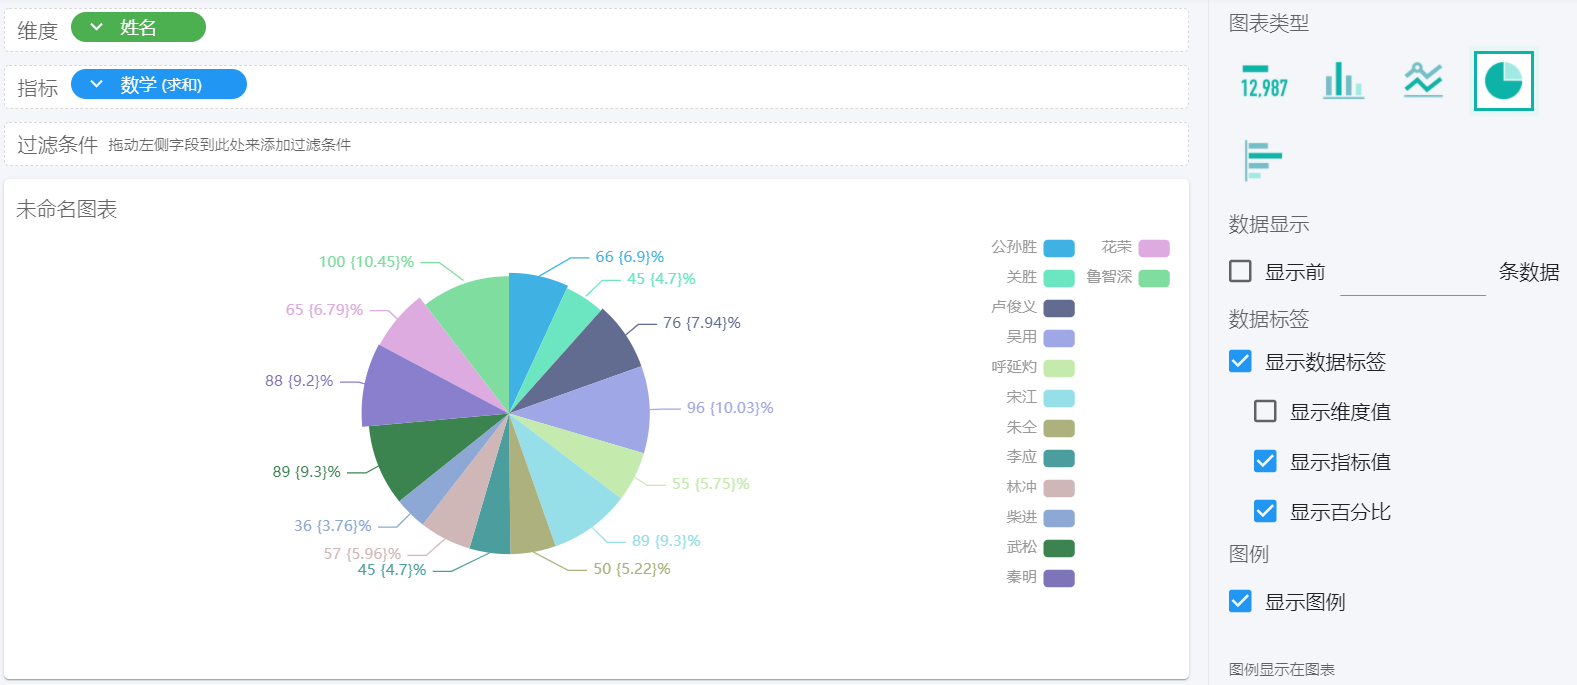 维度 姓名
指标 数学 (求和)
过滤条件 拖动左侧字段到此处来添加过滤条件
未命名图表
100 {10.45}%
66 {6.9}%
45 {4.7}%
65 {6.79}%
76 {7.94}%
88 {9.2}%
96 {10.03}%
89 {9.3}%
55 {5.75}%
36 {3.76}%
89 {9.3}%
57 {5.96}%
45 {4.7}%
50 {5.22}%
公孙胜 花荣
关胜 鲁智深
卢俊义
吴用
呼延灼
宋江
朱仝
李应
林冲
柴进
武松
秦明
图表类型
12,987
数据显示
显示前 条数据
数据标签
显示数据标签
显示维度值
显示指标值
显示百分比
图例
显示图例
图例显示在图表